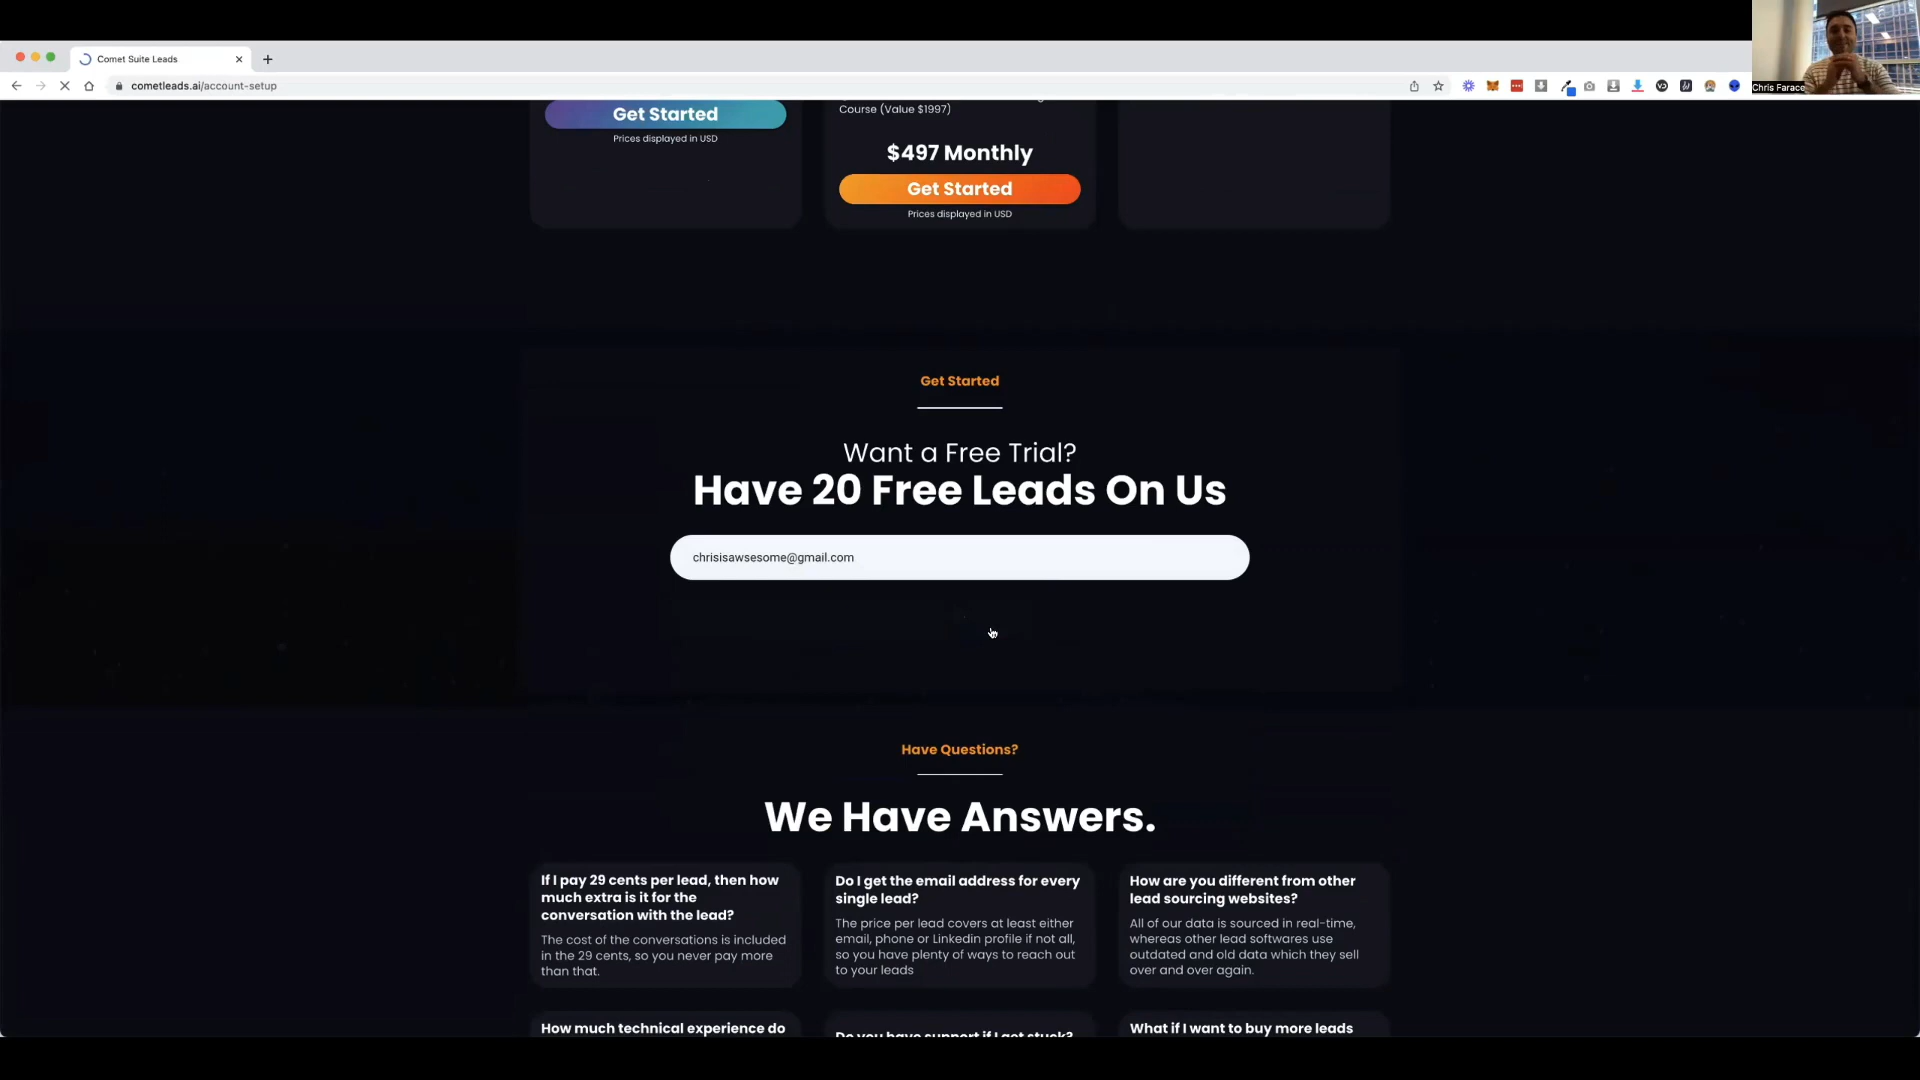 Comet Suite Leads
cometleads.ai/account-setup
Chris Farace
Get Started
Prices displayed in USD
Course (Value $1997)
$497 Monthly
Get Started
Prices displayed in USD
Get Started
Want a Free Trial?
Have 20 Free Leads On Us
chrisisawsesome@gmail.com
Have Questions?
We Have Answers.
If I pay 29 cents per lead, then how
much extra is it for the
conversation with the lead?
The cost of the conversations is included
in the 29 cents, so you never pay more
than that.
Do I get the email address for every
single lead?
The price per lead covers at least either
email, phone or Linkedin profile if not all,
so you have plenty of ways to reach out
to your leads
How are you different from other
lead sourcing websites?
All of our data is sourced in real-time,
whereas other lead softwares use
outdated and old data which they sell
over and over again.
How much technical experience do
Do you have support if I get stuck?
What if I want to buy more leads